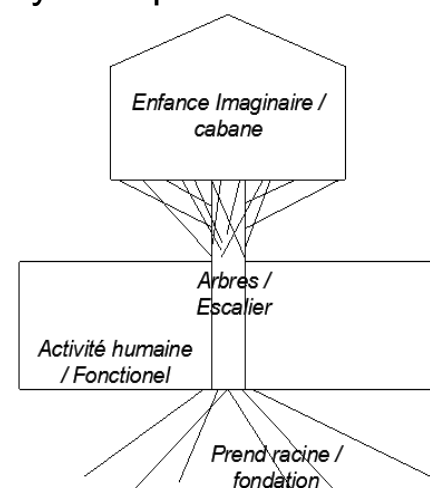 Enfance Imaginaire /
cabane
Arbres /
Escalier
Activité humaine
/ Fonctionel
Prend racine /
fondation